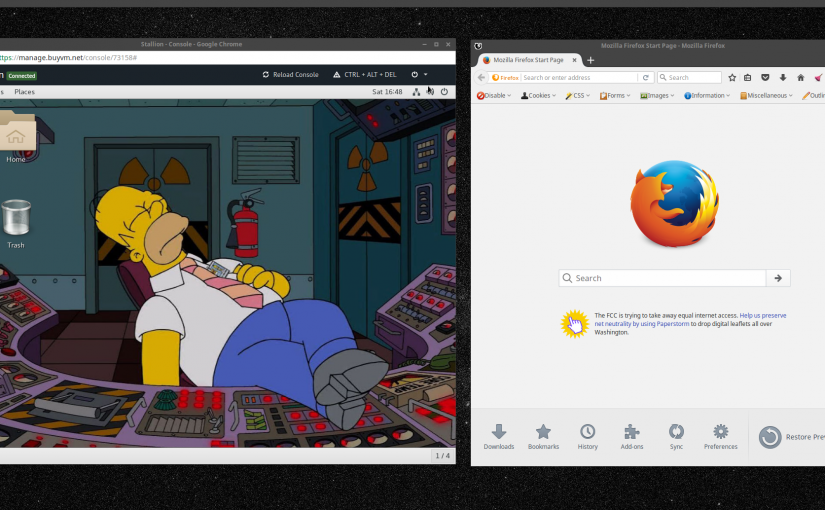 Stallion - Console - Google Chrome
ttps://manage.buyvm.net/console/73158#
n Connected
Reload Console
CTRL + ALT + DEL
s Places
Sat 16:48
Home
Trash
1 / 4
Mozilla Firefox Start Page - Mozilla Firefox
Mozilla Firefox Start Page
Firefox
Search or enter address
Search
Disable
Cookies
CSS
Forms
Images
Information
Miscellaneous
Outlin
Search
The FCC is trying to take away equal internet access. Help us preserve
net neutrality by using Paperstorm to drop digital leaflets all over
Washington.
Downloads
Bookmarks
History
Add-ons
Sync
Preferences
Restore Prev